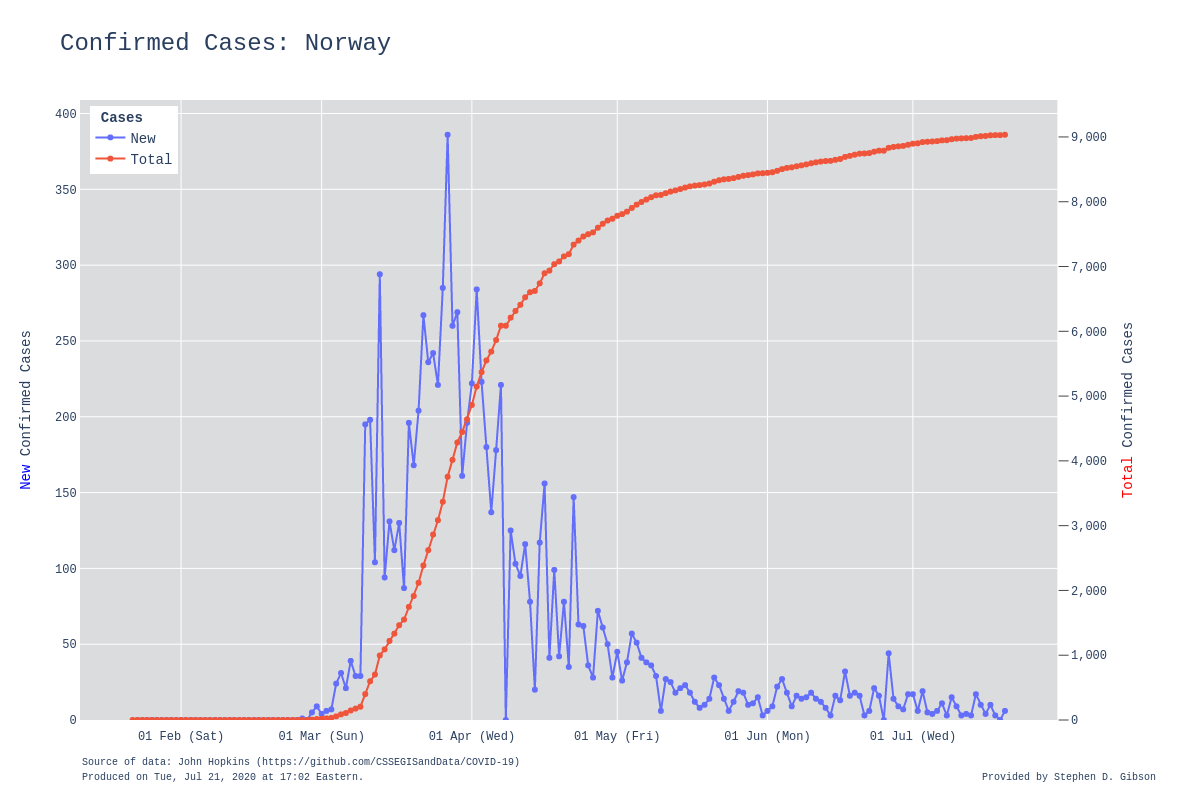 Confirmed Cases: Norway
Cases
New
Total
400
350
300
250
200
150
100
50
0
New Confirmed Cases
9,000
8,000
7,000
6,000
5,000
4,000
3,000
2,000
1,000
0
Total Confirmed Cases
01 Feb (Sat) 01 Mar (Sun) 01 Apr (Wed) 01 May (Fri) 01 Jun (Mon) 01 Jul (Wed)
Source of data: John Hopkins (https://github.com/CSSEGISandData/COVID-19)
Produced on Tue, Jul 21, 2020 at 17:02 Eastern.
Provided by Stephen D. Gibson